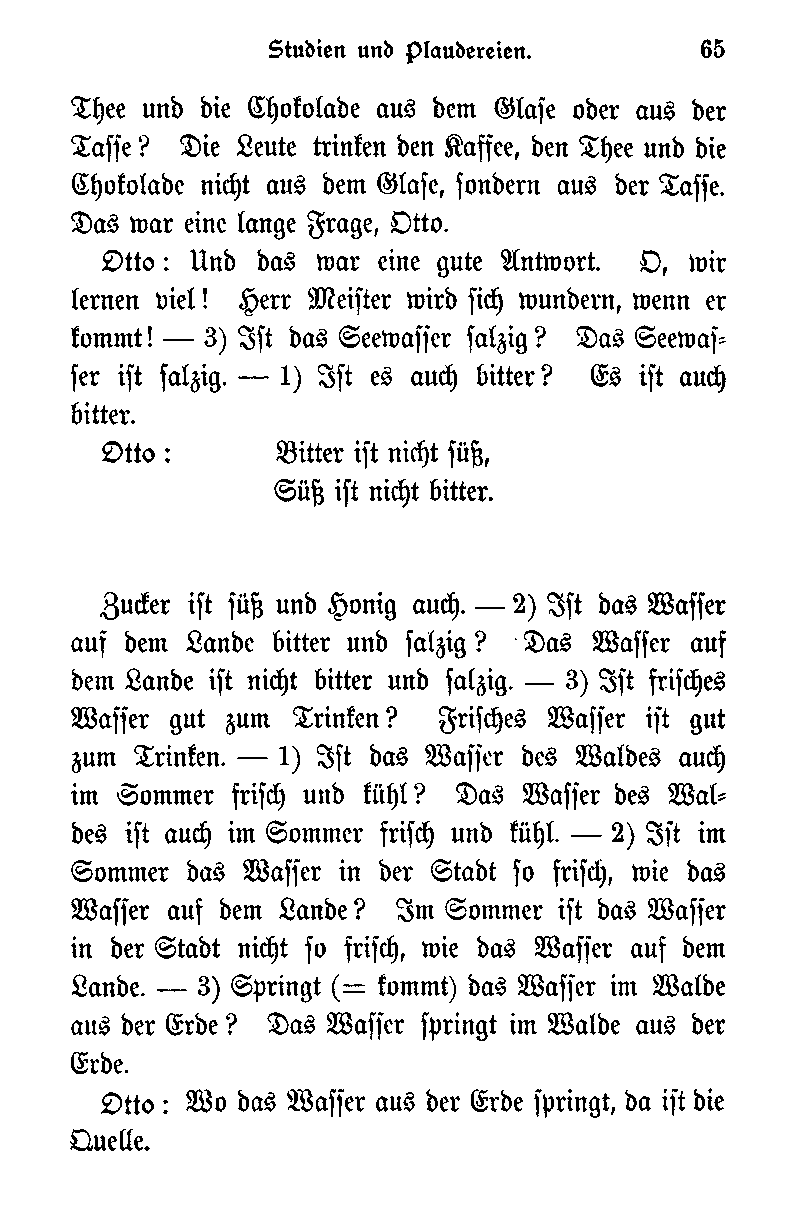 Studien und Plaudereien. 65
Thee und die Chokolade aus dem Glase oder aus der
Tasse? Die Leute trinken den Kaffee, den Thee und die
Chokolade nicht aus dem Glase, sondern aus der Tasse.
Das war eine lange Frage, Otto.
Otto: Und das war eine gute Antwort. O, wir
lernen viel! Herr Meister wird sich wundern, wenn er
kommt! — 3) Ist das Seewasser salzig? Das Seewas-
ser ist salzig. — 1) Ist es auch bitter? Es ist auch
bitter.
Otto: Bitter ist nicht süß,
Süß ist nicht bitter.
Zucker ist süß und Honig auch. — 2) Ist das Wasser
auf dem Lande bitter und salzig? Das Wasser auf
dem Lande ist nicht bitter und salzig. — 3) Ist frisches
Wasser gut zum Trinken? Frisches Wasser ist gut
zum Trinken. — 1) Ist das Wasser des Waldes auch
im Sommer frisch und kühl? Das Wasser des Wal-
des ist auch im Sommer frisch und kühl. — 2) Ist im
Sommer das Wasser in der Stadt so frisch, wie das
Wasser auf dem Lande? Im Sommer ist das Wasser
in der Stadt nicht so frisch, wie das Wasser auf dem
Lande. — 3) Springt (= kommt) das Wasser im Walde
aus der Erde? Das Wasser springt im Walde aus der
Erde.
Otto: Wo das Wasser aus der Erde springt, da ist die
Quelle.